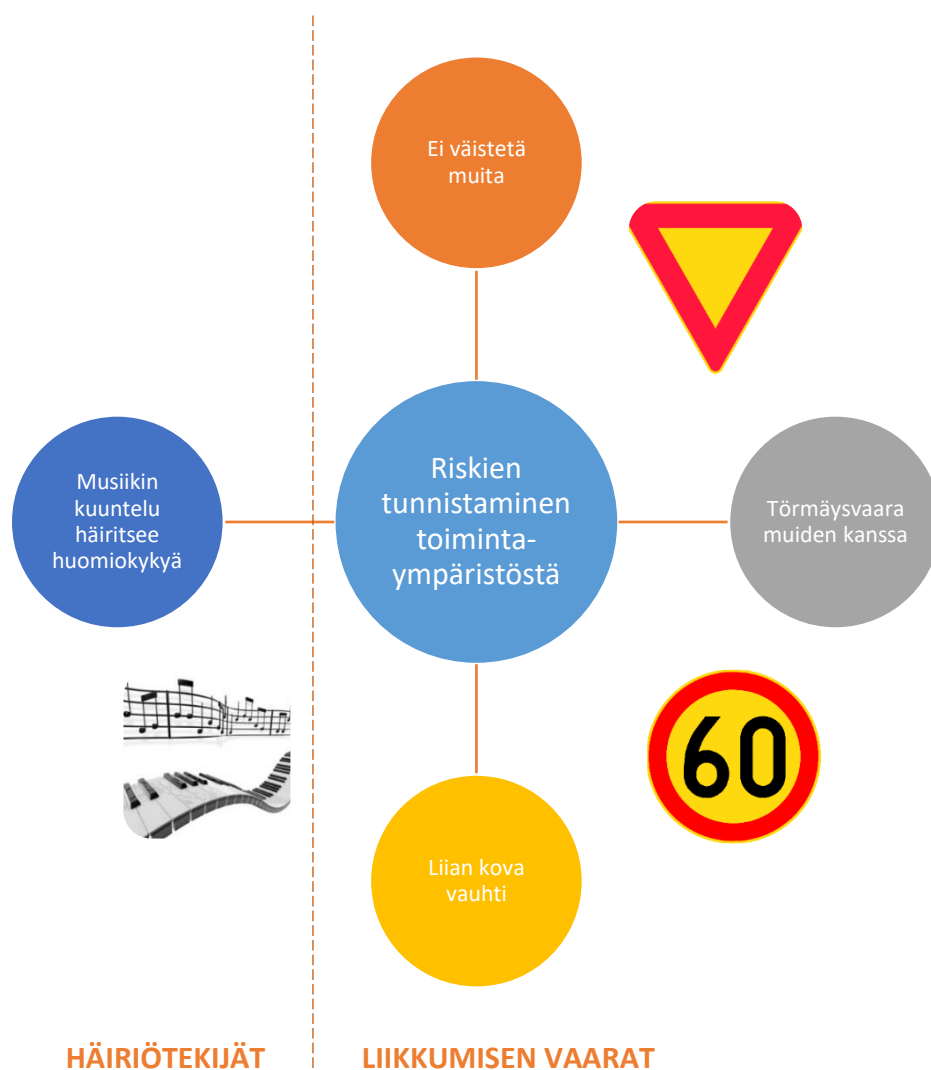 Ei väistetä
muita
Musiikin
kuuntelu
häiritsee
huomiokykyä
Riskien
tunnistaminen
toiminta-
ympäristöstä
Törmäysvaara
muiden kanssa
60
Liian kova
vauhti
HÄIRIÖTEKIJÄT
LIIKKUMISEN VAARAT